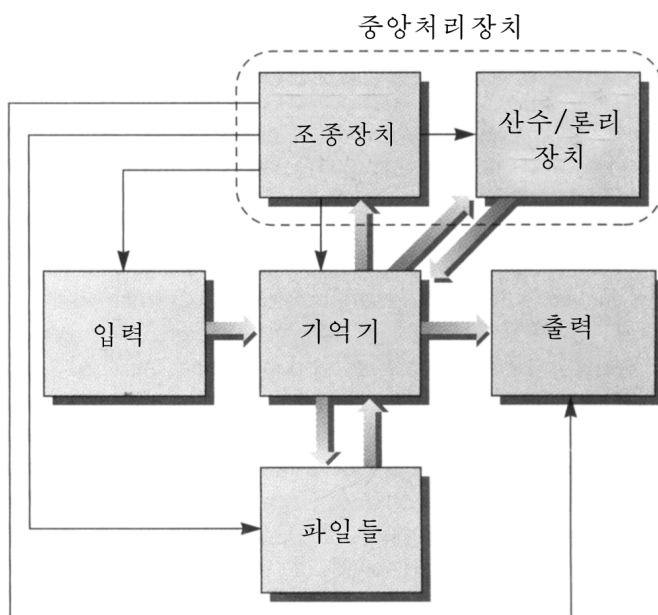 중앙처리장치
조종장치
산수/론리
장치
입력
기억기
출력
파일들